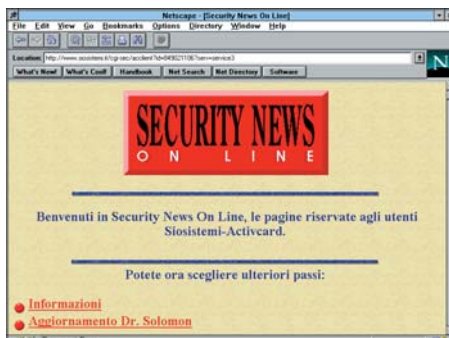 Netscape - [Security News On Line]
File Edit View Go Bookmarks Options Directory Window Help
Location:
What's New! What's Cool! Handbook Net Search Net Directory Software
N
SECURITY NEWS
ON LINE
Benvenuti in Security News On Line, le pagine riservate agli utenti
Siosistemi-Activcard.
Potete ora scegliere ulteriori passi:
Informazioni
Aggiornamento Dr. Solomon